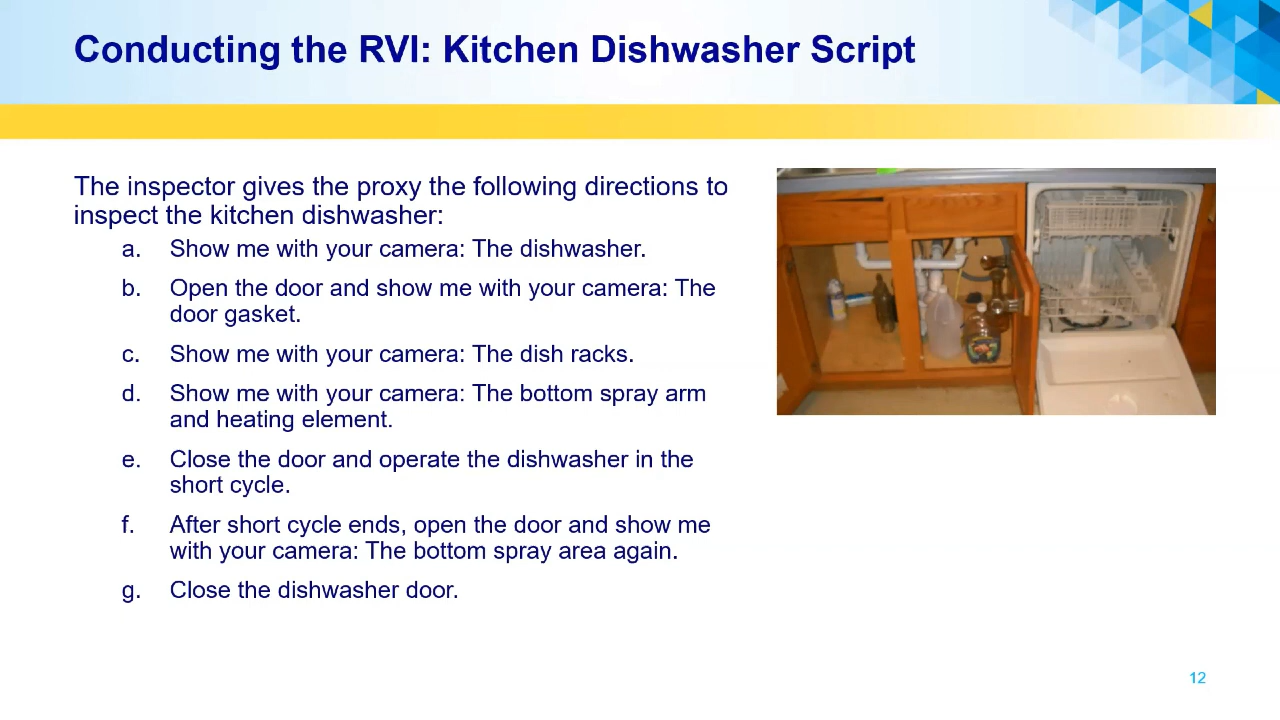 Conducting the RVI: Kitchen Dishwasher Script
The inspector gives the proxy the following directions to
inspect the kitchen dishwasher:
a. Show me with your camera: The dishwasher.
b. Open the door and show me with your camera: The
door gasket.
c. Show me with your camera: The dish racks.
d. Show me with your camera: The bottom spray arm
and heating element.
e. Close the door and operate the dishwasher in the
short cycle.
f. After short cycle ends, open the door and show me
with your camera: The bottom spray area again.
g. Close the dishwasher door.
12